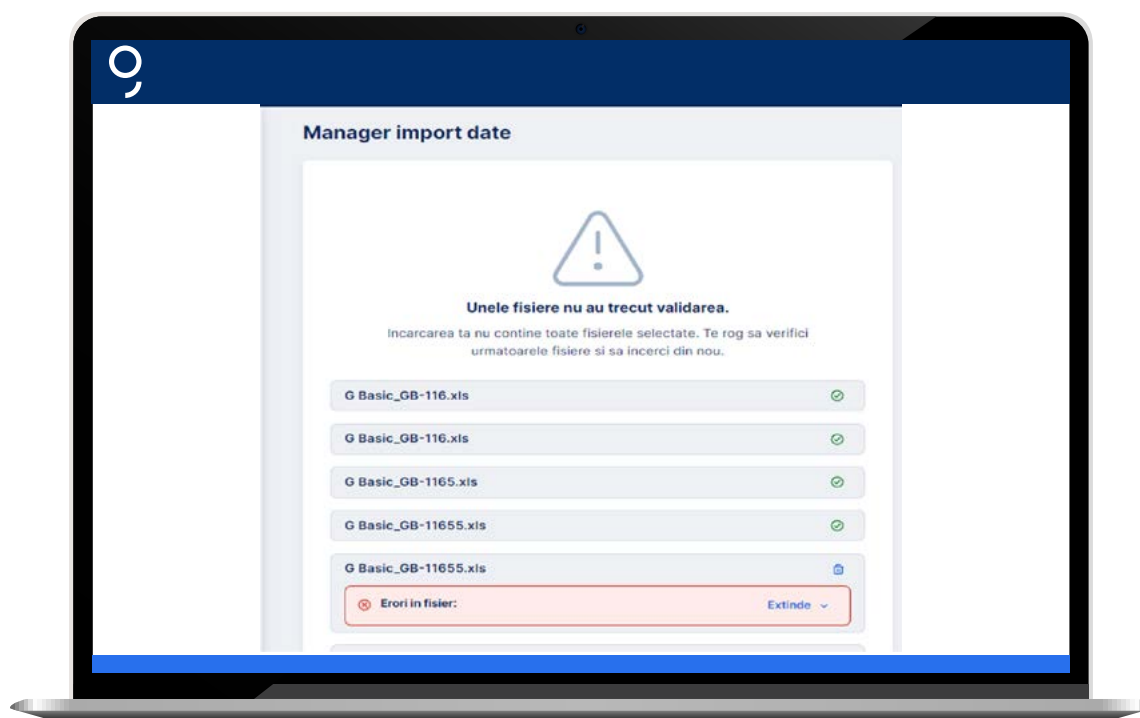 Manager import date
Unele fisiere nu au trecut validarea.
Incarcarea ta nu contine toate fisierele selectate. Te rog sa verifici
urmatoarele fisiere si sa incerci din nou.
G Basic_GB-116.xls
G Basic_GB-116.xls
G Basic_GB-1165.xls
G Basic_GB-11655.xls
G Basic_GB-11655.xls
Erori in fisier: Extinde